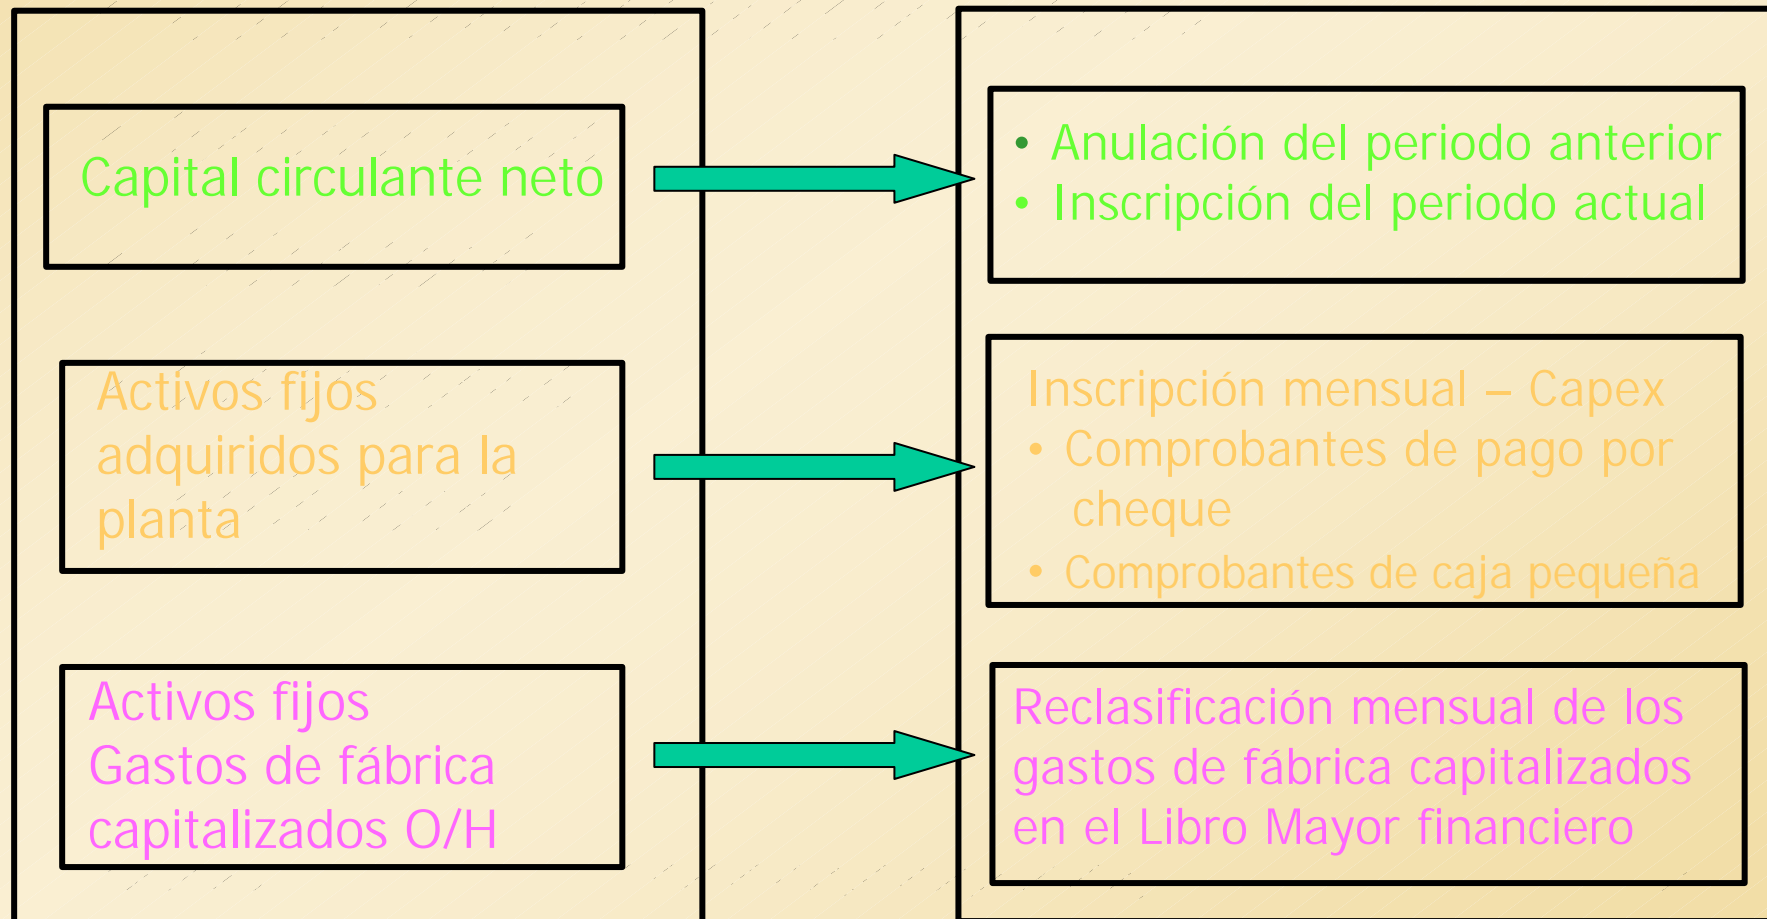 Capital circulante neto
• Anulación del periodo anterior
• Inscripción del periodo actual
Activos fijos
adquiridos para la
planta
Inscripción mensual – Capex
• Comprobantes de pago por
cheque
• Comprobantes de caja pequeña
Activos fijos
Gastos de fábrica
capitalizados O/H
Reclasificación mensual de los
gastos de fábrica capitalizados
en el Libro Mayor financiero